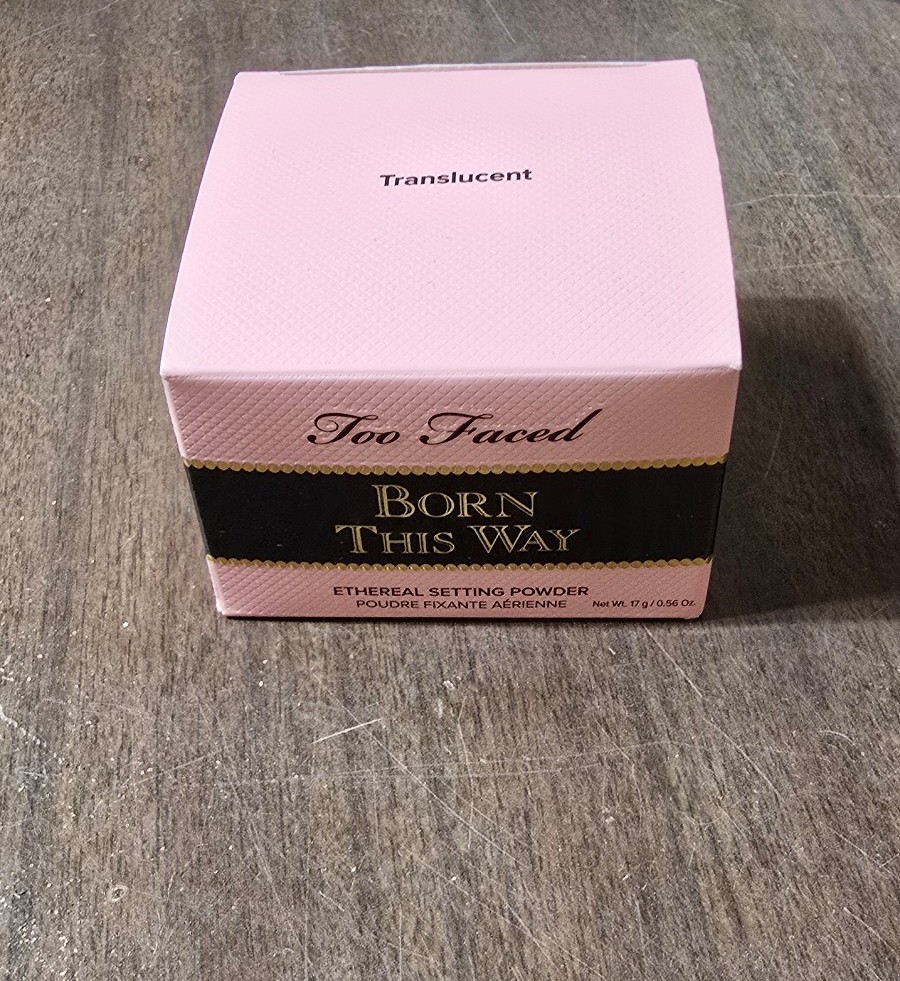 Translucent
Too Faced
BORN
THIS WAY
ETHEREAL SETTING POWDER
POUDRE FIXANTE AÉRIENNE Net Wt. 17 g / 0.56 Oz.